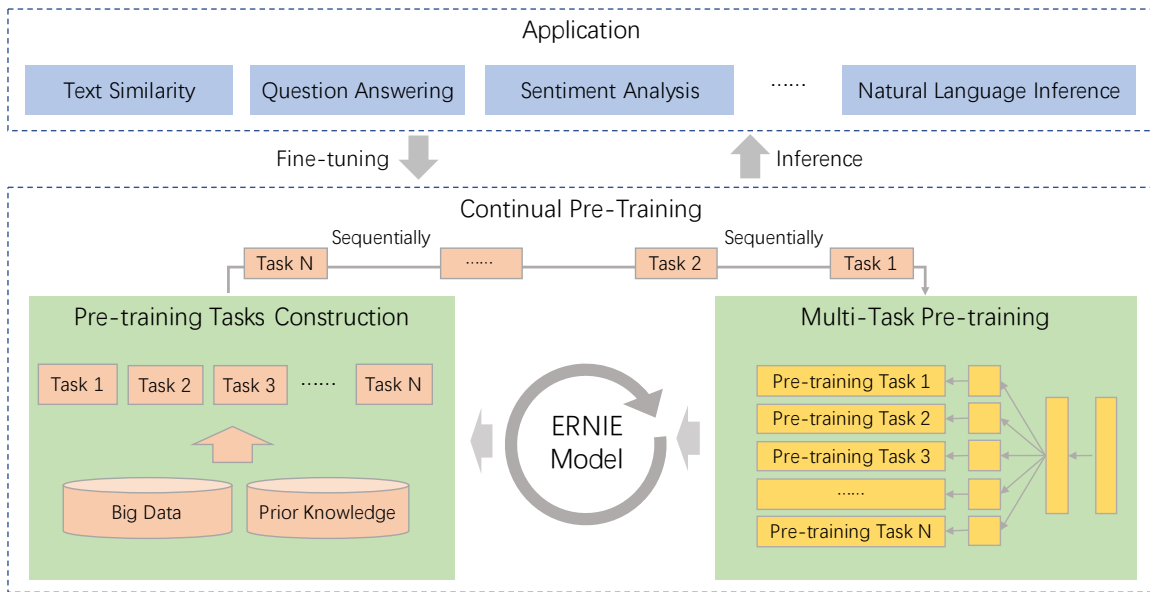 Application
Text Similarity
Question Answering
Sentiment Analysis
......
Natural Language Inference
Fine-tuning
Inference
Continual Pre-Training
Sequentially
Sequentially
Task N
......
Task 2
Task 1
Pre-training Tasks Construction
Task 1
Task 2
Task 3
......
Task N
Big Data
Prior Knowledge
ERNIE
Model
Multi-Task Pre-training
Pre-training Task 1
Pre-training Task 2
Pre-training Task 3
......
Pre-training Task N